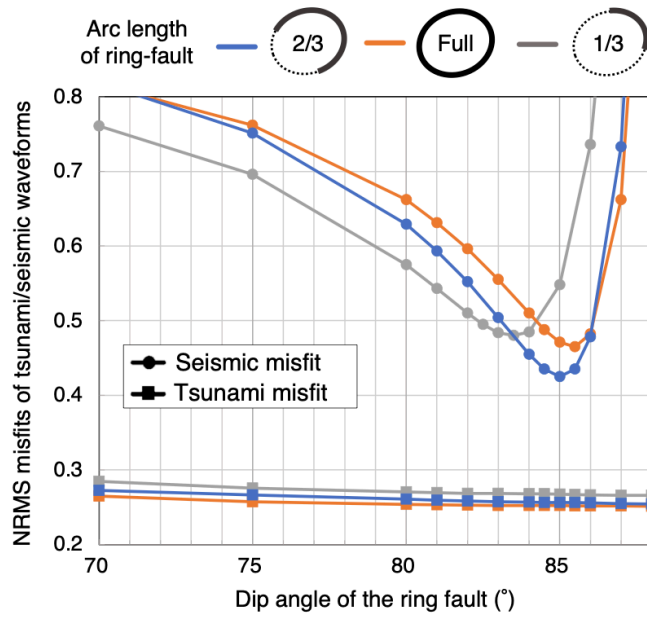 Arc length
of ring-fault
2/3
Full
1/3
NRMS misfits of tsunami/seismic waveforms
0.8
0.7
0.6
0.5
0.4
0.3
0.2
Seismic misfit
Tsunami misfit
70
75
80
85
Dip angle of the ring fault (°)